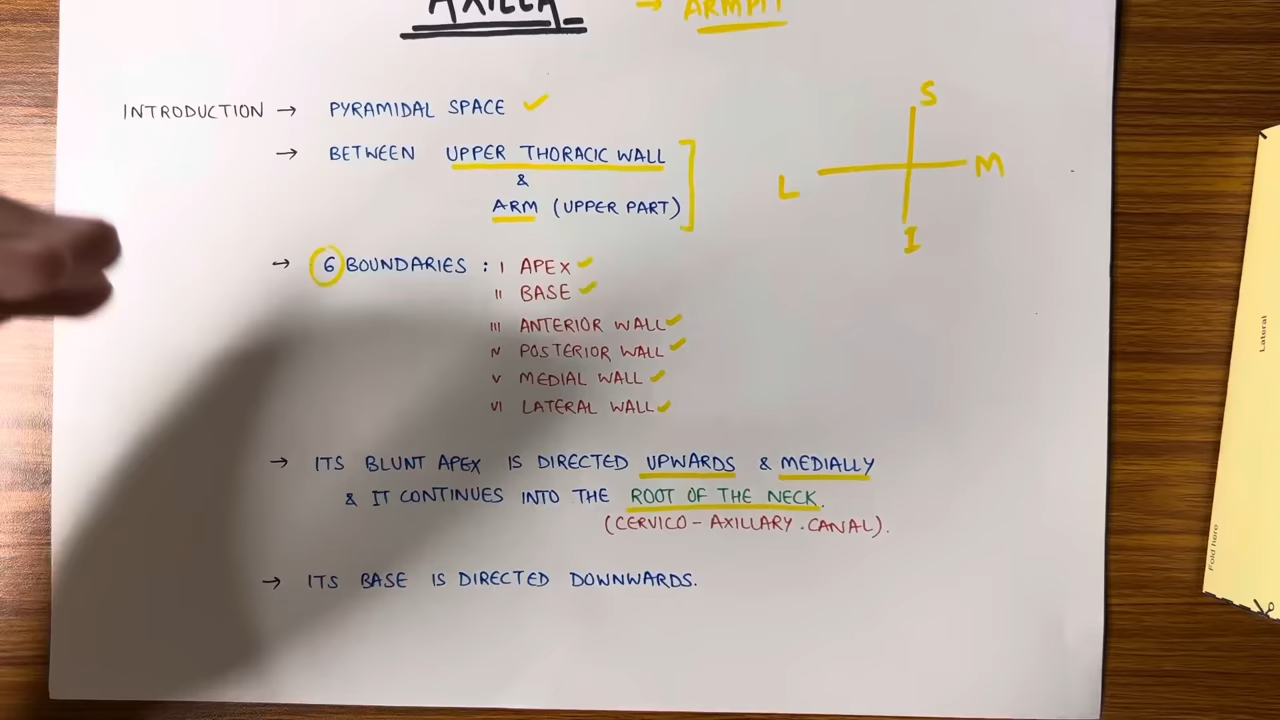 AXILLA → ARMPIT
INTRODUCTION → PYRAMIDAL SPACE
→ BETWEEN UPPER THORACIC WALL
&
ARM (UPPER PART)
→ 6 BOUNDARIES : I APEX
II BASE
III ANTERIOR WALL
IV POSTERIOR WALL
V MEDIAL WALL
VI LATERAL WALL
→ ITS BLUNT APEX IS DIRECTED UPWARDS & MEDIALLY
& IT CONTINUES INTO THE ROOT OF THE NECK.
(CERVICO-AXILLARY CANAL).
→ ITS BASE IS DIRECTED DOWNWARDS.
S
L
M
I
Lateral
Fold here